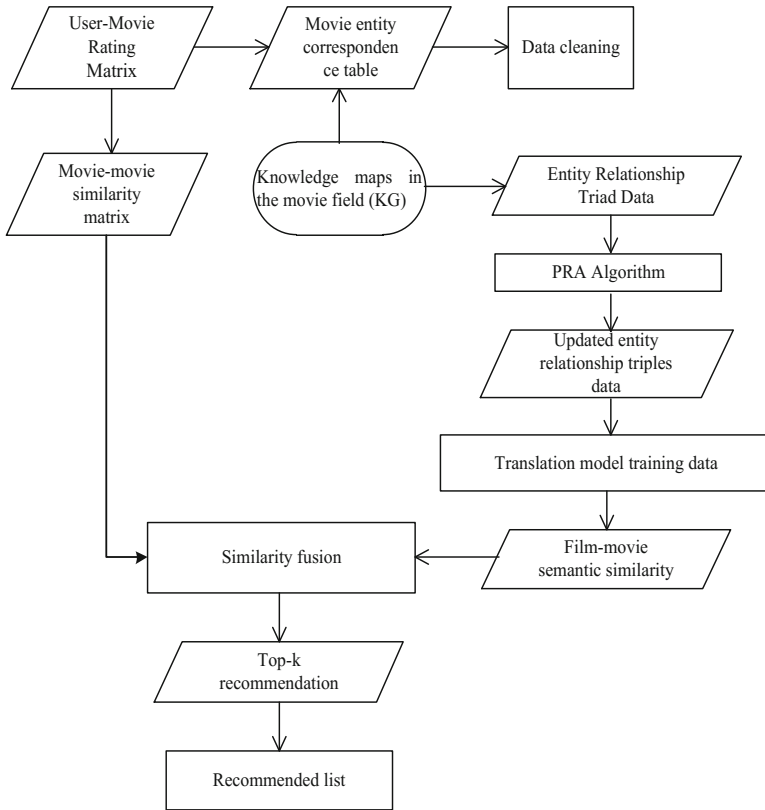 User-Movie
Rating
Matrix
Movie entity
corresponden
ce table
Data cleaning
Movie-movie
similarity
matrix
Knowledge maps in
the movie field (KG)
Entity Relationship
Triad Data
PRA Algorithm
Updated entity
relationship triples
data
Translation model training data
Similarity fusion
Film-movie
semantic similarity
Top-k
recommendation
Recommended list